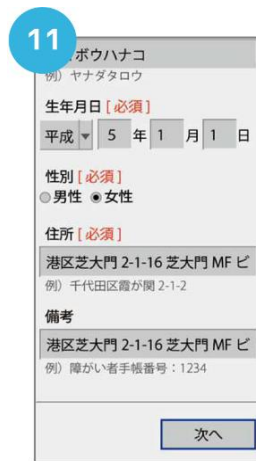 11
ボウハナコ
例）ヤナダタロウ
生年月日 [ 必須 ]
平成 5 年 1 月 1 日
性別 [ 必須 ]
男性 女性
住所 [ 必須 ]
港区芝大門 2-1-16 芝大門 MF ビ
例）千代田区霞が関 2-1-2
備考
港区芝大門 2-1-16 芝大門 MF ビ
例）障がい者手帳番号：1234
次へ